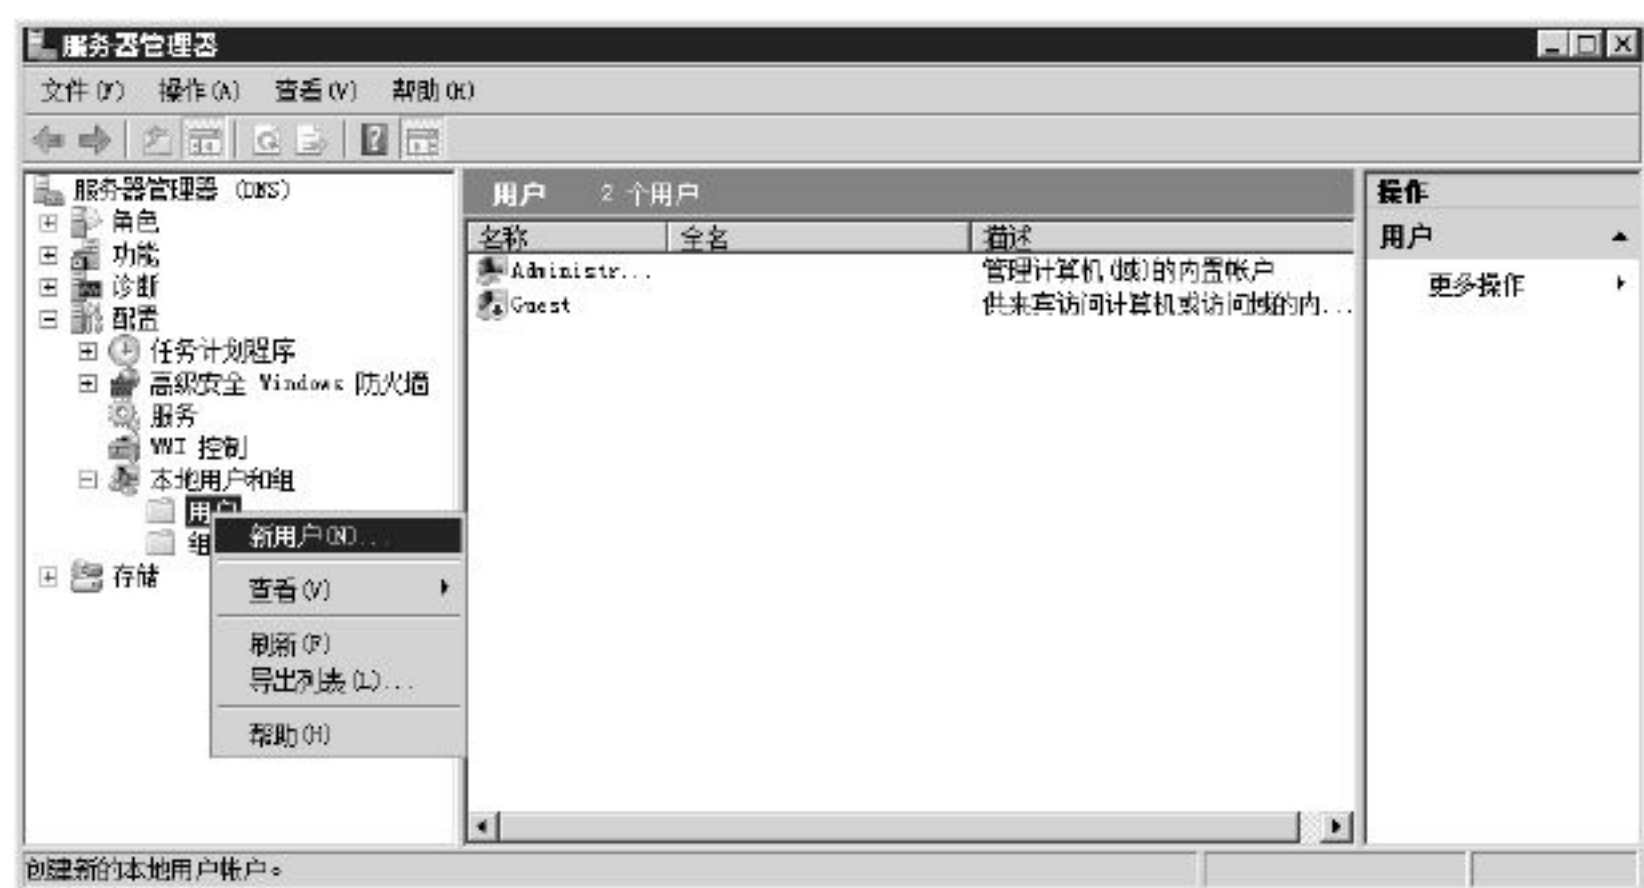 服务器管理器
文件(F) 操作(A) 查看(V) 帮助(H)
服务器管理器 (DNS)
角色
功能
诊断
配置
任务计划程序
高级安全 Windows 防火墙
服务
WMI 控制
本地用户和组
用户
组
存储
新用户(N)...
查看(V)
刷新(F)
导出列表(L)...
帮助(H)
用户 2 个用户
名称 全名 描述
Administr... 管理计算机(域)的内置帐户
Guest 供来宾访问计算机或访问域的内...
操作
用户
更多操作
创建新的本地用户帐户。